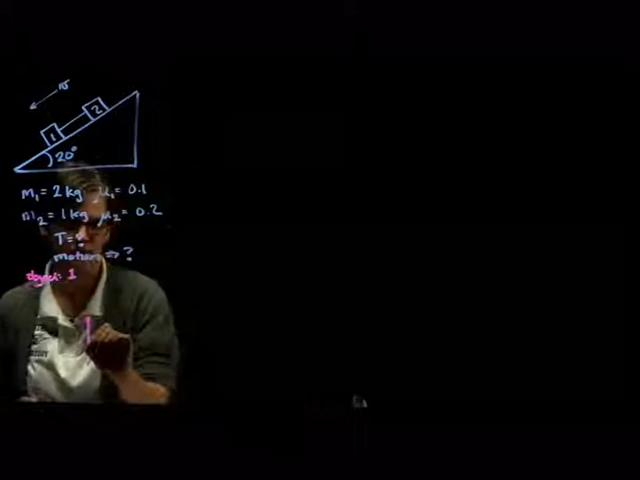 v
2
1
20°
m₁ = 2 kg μ₁ = 0.1
m₂ = 1 kg μ₂ = 0.2
T = ?
motion => ?
object: 1